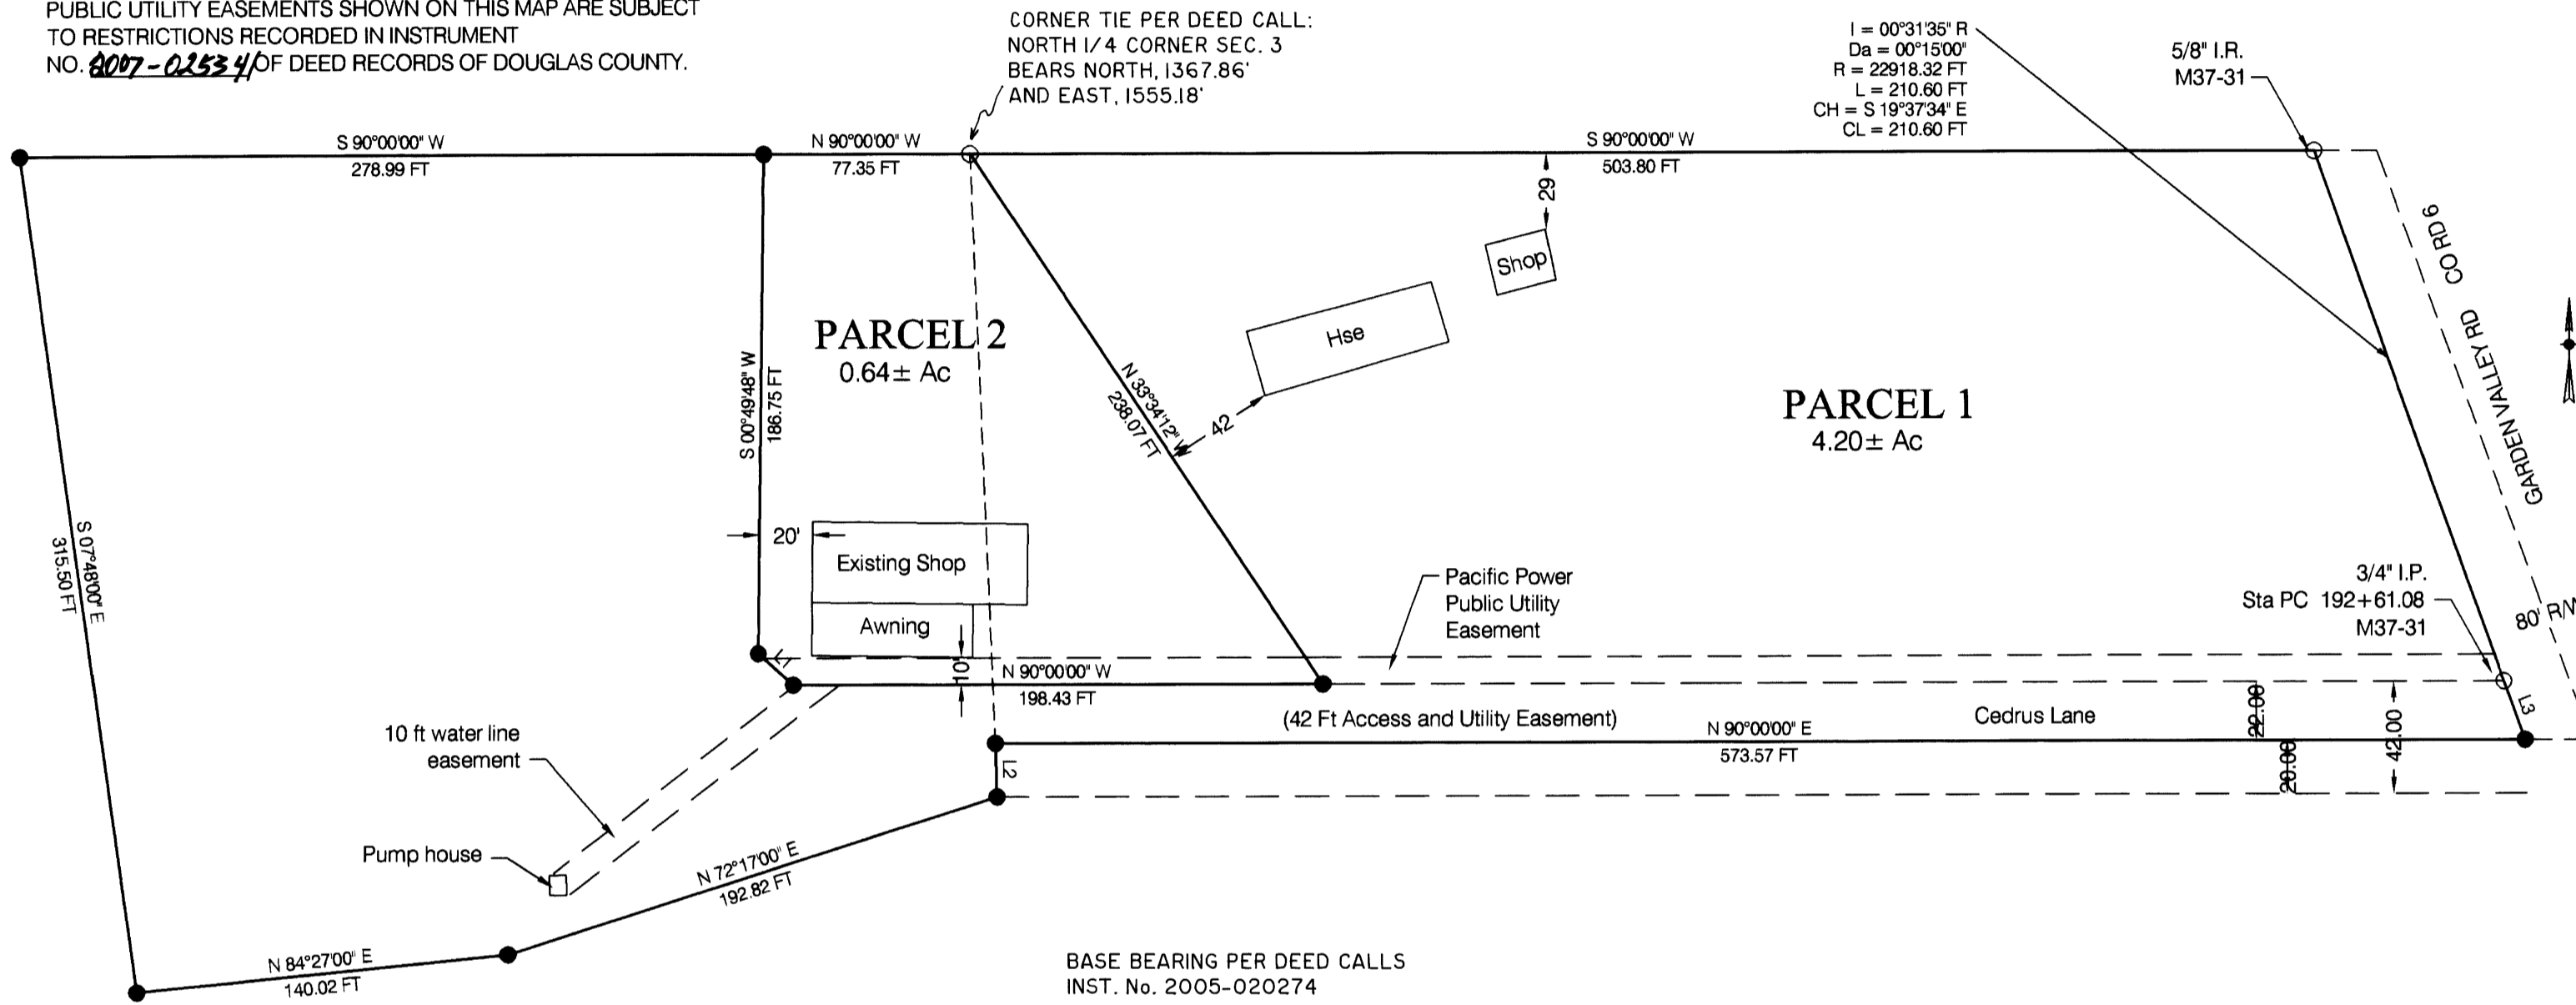 PUBLIC UTILITY EASEMENTS SHOWN ON THIS MAP ARE SUBJECT
TO RESTRICTIONS RECORDED IN INSTRUMENT
NO. 2007-02534 OF DEED RECORDS OF DOUGLAS COUNTY.
CORNER TIE PER DEED CALL:
NORTH 1/4 CORNER SEC. 3
BEARS NORTH, 1367.86'
AND EAST, 1555.18'
I = 00°31'35" R
Da = 00°15'00"
R = 22918.32 FT
L = 210.60 FT
CH = S 19°37'34" E
CL = 210.60 FT
5/8" I.R.
M37-31
S 90°00'00" W
278.99 FT
N 90°00'00" W
77.35 FT
S 90°00'00" W
503.80 FT
29
Shop
Hse
42
PARCEL 2
0.64± Ac
S 00°49'48" W
186.75 FT
N 33°34'12" W
238.07 FT
PARCEL 1
4.20± Ac
GARDEN VALLEY RD CO RD 6
S 07°48'00" E
315.50 FT
20'
Existing Shop
Awning
10'
Pacific Power
Public Utility
Easement
3/4" I.P.
Sta PC 192+61.08
M37-31
80' R/W
N 90°00'00" W
198.43 FT
(42 Ft Access and Utility Easement)
Cedrus Lane
N 90°00'00" E
573.57 FT
22.00
20.00
42.00
L3
L2
10 ft water line
easement
Pump house
N 72°17'00" E
192.82 FT
N 84°27'00" E
140.02 FT
BASE BEARING PER DEED CALLS
INST. No. 2005-020274